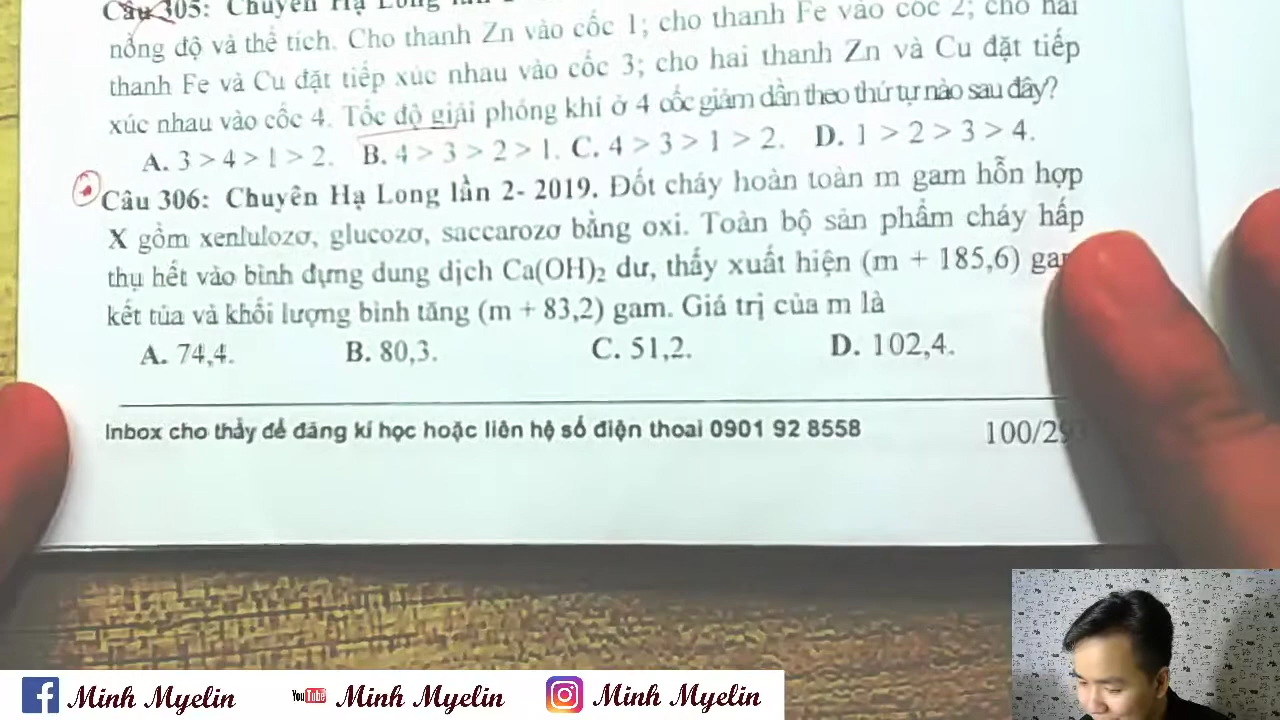 Câu 305: Chuyên Hạ Long lần
nồng độ và thể tích. Cho thanh Zn vào cốc 1; cho thanh Fe vào cốc 2; cho hai
thanh Fe và Cu đặt tiếp xúc nhau vào cốc 3; cho hai thanh Zn và Cu đặt tiếp
xúc nhau vào cốc 4. Tốc độ giải phóng khí ở 4 cốc giảm dần theo thứ tự nào sau đây?
A. 3 > 4 > 1 > 2. B. 4 > 3 > 2 > 1. C. 4 > 3 > 1 > 2. D. 1 > 2 > 3 > 4.
Câu 306: Chuyên Hạ Long lần 2- 2019. Đốt cháy hoàn toàn m gam hỗn hợp
X gồm xenlulozơ, glucozơ, saccarozơ bằng oxi. Toàn bộ sản phẩm cháy hấp
thụ hết vào bình đựng dung dịch Ca(OH)₂ dư, thấy xuất hiện (m + 185,6)
kết tủa và khối lượng bình tăng (m + 83,2) gam. Giá trị của m là
A. 74,4. B. 80,3. C. 51,2. D. 102,4.
Inbox cho thầy để đăng kí học hoặc liên hệ số điện thoại 0901 92 8558
Minh Myelin
YouTube Minh Myelin
Minh Myelin